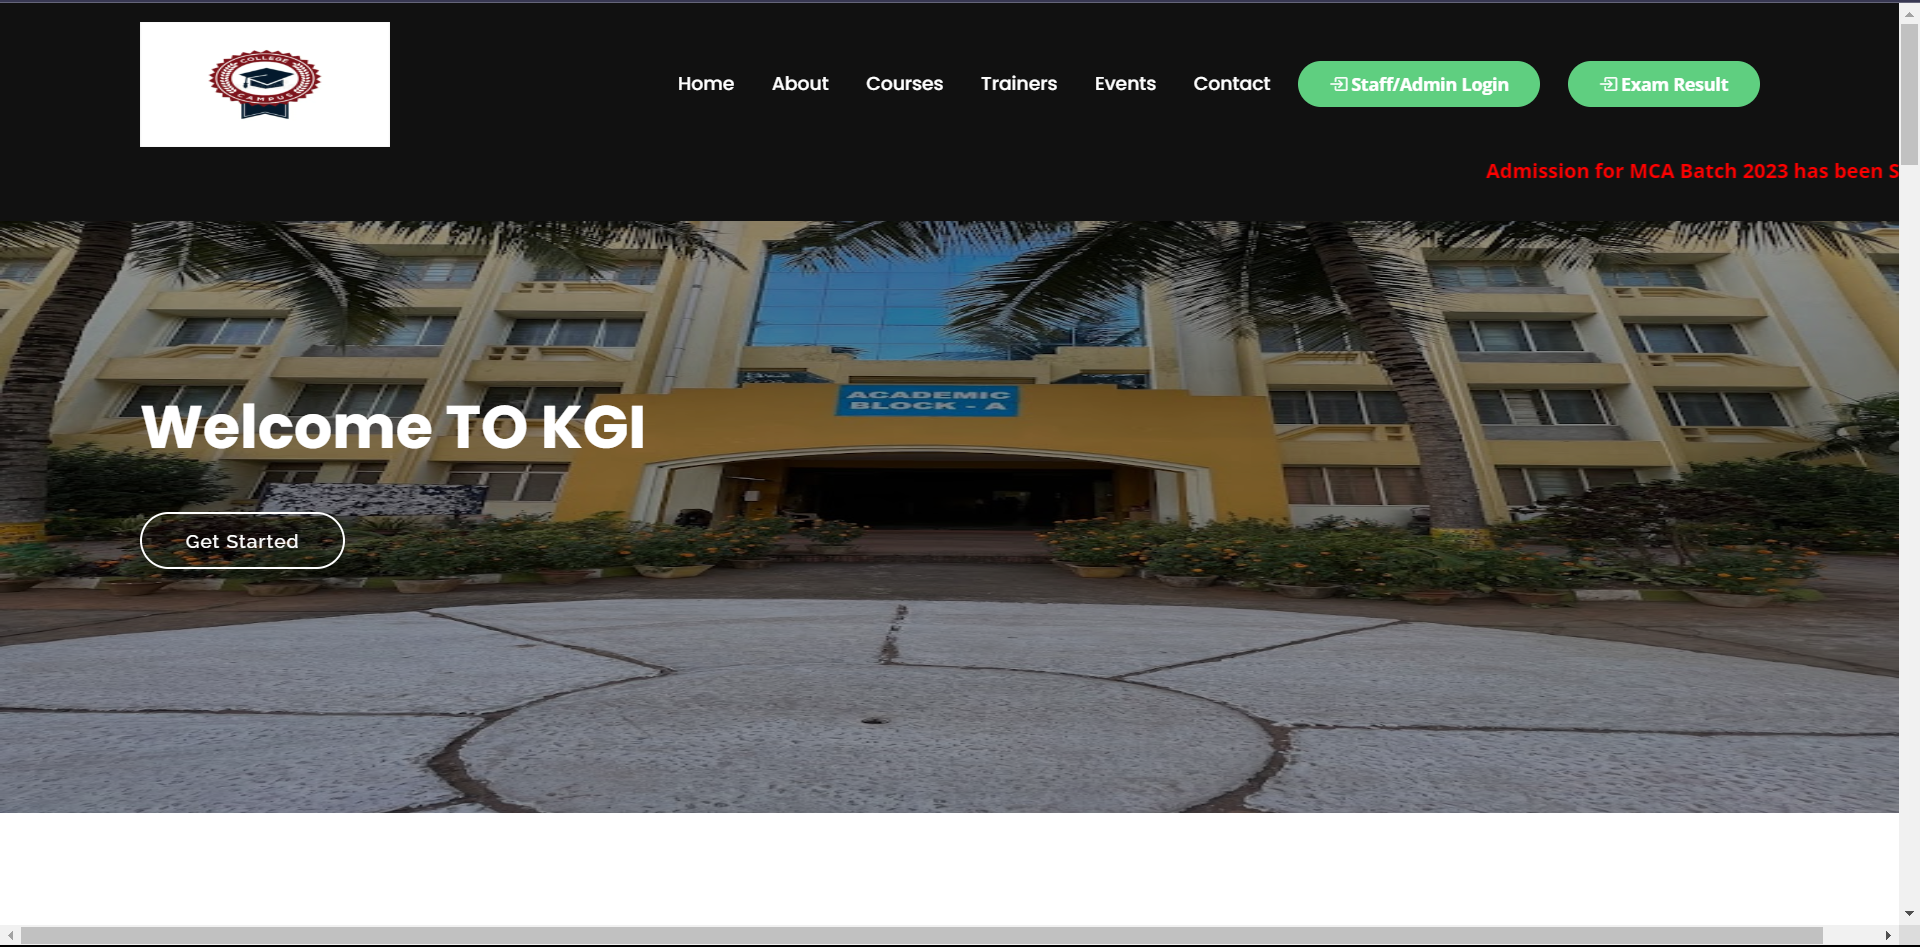 COLLEGE
CAMPUS
Home
About
Courses
Trainers
Events
Contact
Staff/Admin Login
Exam Result
Admission for MCA Batch 2023 has been S
ACADEMIC
BLOCK - A
Welcome TO KGI
Get Started